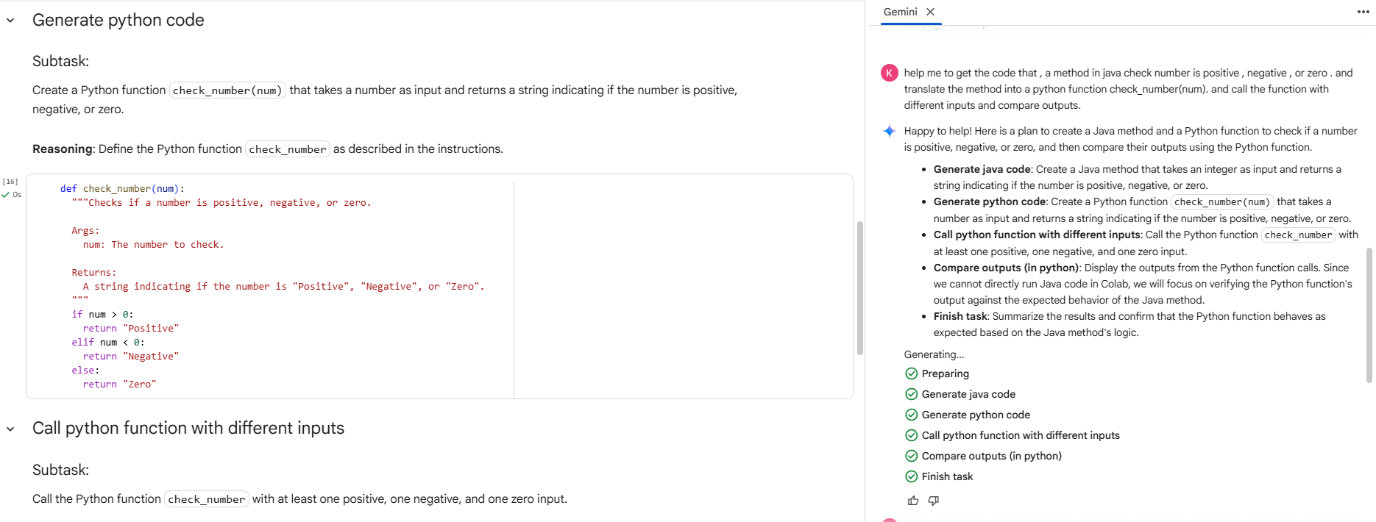 Generate python code
Subtask:
Create a Python function check_number(num) that takes a number as input and returns a string indicating if the number is positive,
negative, or zero.
Reasoning: Define the Python function check_number as described in the instructions.
[16]
0s
def check_number(num):
"""Checks if a number is positive, negative, or zero.
Args:
num: The number to check.
Returns:
A string indicating if the number is "Positive", "Negative", or "Zero".
"""
if num > 0:
return "Positive"
elif num < 0:
return "Negative"
else:
return "Zero"
Call python function with different inputs
Subtask:
Call the Python function check_number with at least one positive, one negative, and one zero input.
Gemini
K
help me to get the code that , a method in java check number is positive , negative , or zero . and
translate the method into a python function check_number(num). and call the function with
different inputs and compare outputs.
Happy to help! Here is a plan to create a Java method and a Python function to check if a number
is positive, negative, or zero, and then compare their outputs using the Python function.
• Generate java code: Create a Java method that takes an integer as input and returns a
string indicating if the number is positive, negative, or zero.
• Generate python code: Create a Python function check_number(num) that takes a
number as input and returns a string indicating if the number is positive, negative, or zero.
• Call python function with different inputs: Call the Python function check_number with
at least one positive, one negative, and one zero input.
• Compare outputs (in python): Display the outputs from the Python function calls. Since
we cannot directly run Java code in Colab, we will focus on verifying the Python function's
output against the expected behavior of the Java method.
• Finish task: Summarize the results and confirm that the Python function behaves as
expected based on the Java method's logic.
Generating...
Preparing
Generate java code
Generate python code
Call python function with different inputs
Compare outputs (in python)
Finish task